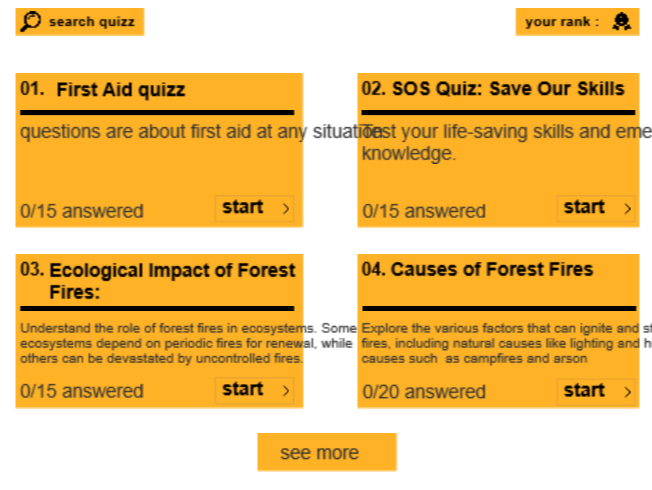 search quizz
your rank :
01. First Aid quizz
questions are about first aid at any situation
0/15 answered
start >
02. SOS Quiz: Save Our Skills
Test your life-saving skills and eme
knowledge.
0/15 answered
start >
03. Ecological Impact of Forest
Fires:
Understand the role of forest fires in ecosystems. Some
ecosystems depend on periodic fires for renewal, while
others can be devastated by uncontrolled fires.
0/15 answered
start >
04. Causes of Forest Fires
Explore the various factors that can ignite and s
fires, including natural causes like lighting and h
causes such as campfires and arson
0/20 answered
start >
see more